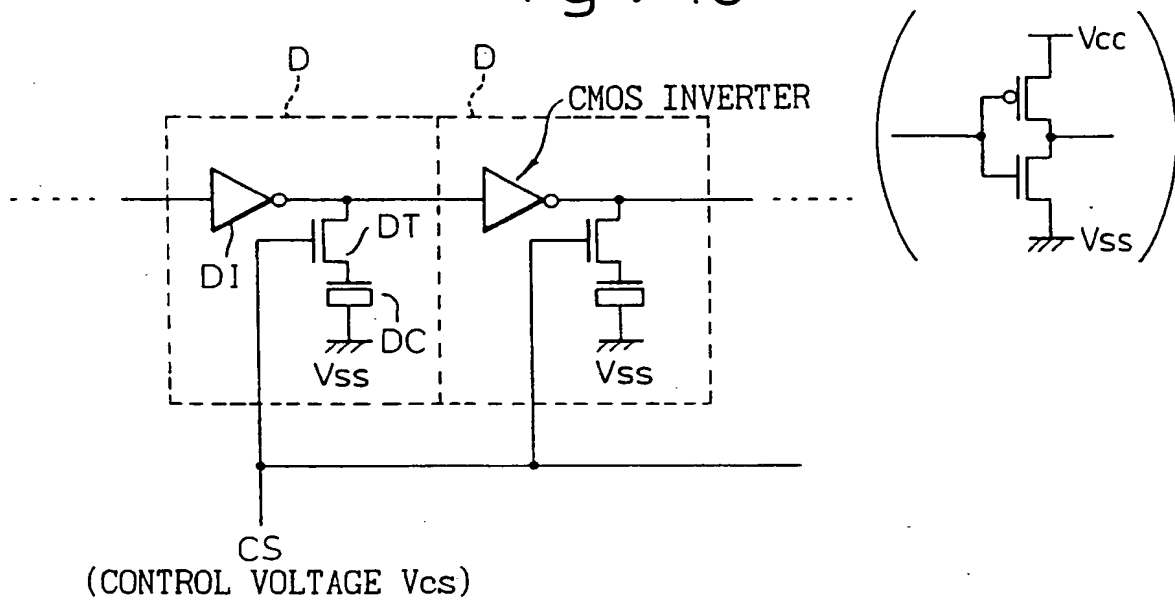 D
D
CMOS INVERTER
Vcc
DT
DI
DC
Vss
Vss
Vss
CS
(CONTROL VOLTAGE Vcs)